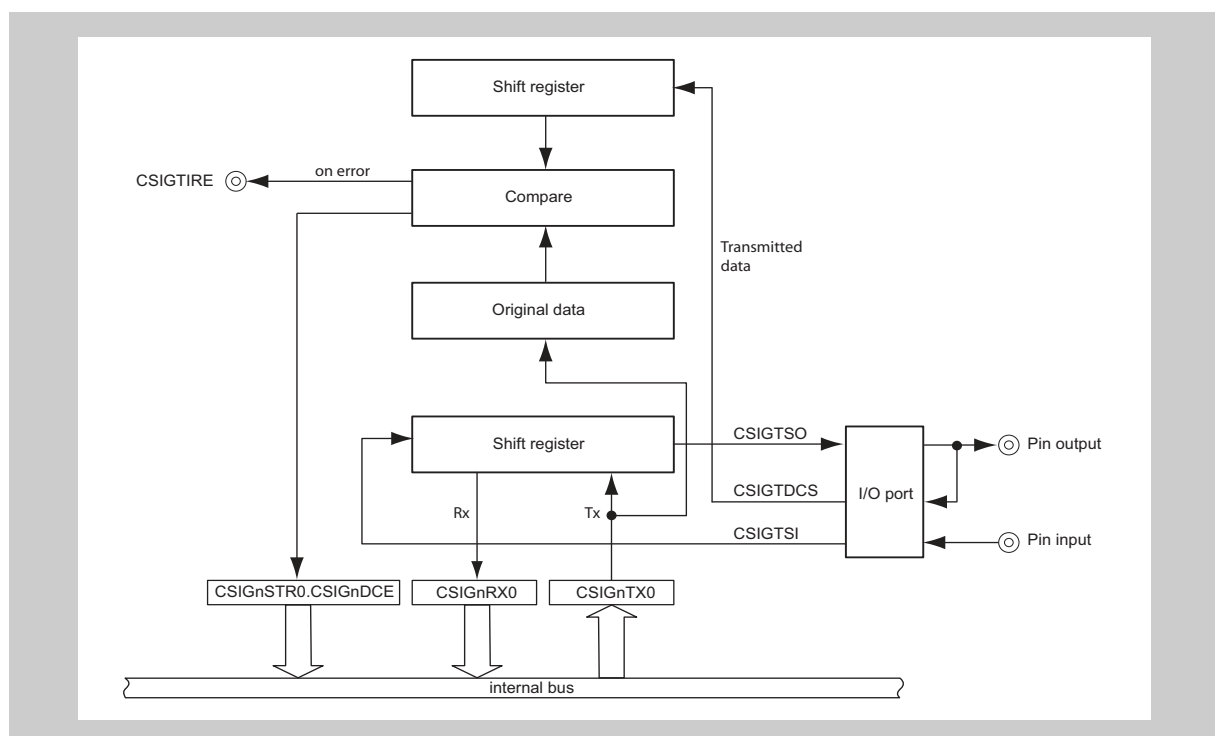 Shift register
CSIGTIRE
on error
Compare
Transmitted
data
Original data
Shift register
CSIGTSO
Pin output
CSIGTDCS
I/O port
Rx
Tx
CSIGTSI
Pin input
CSIGnSTR0.CSIGnDCE
CSIGnRX0
CSIGnTX0
internal bus